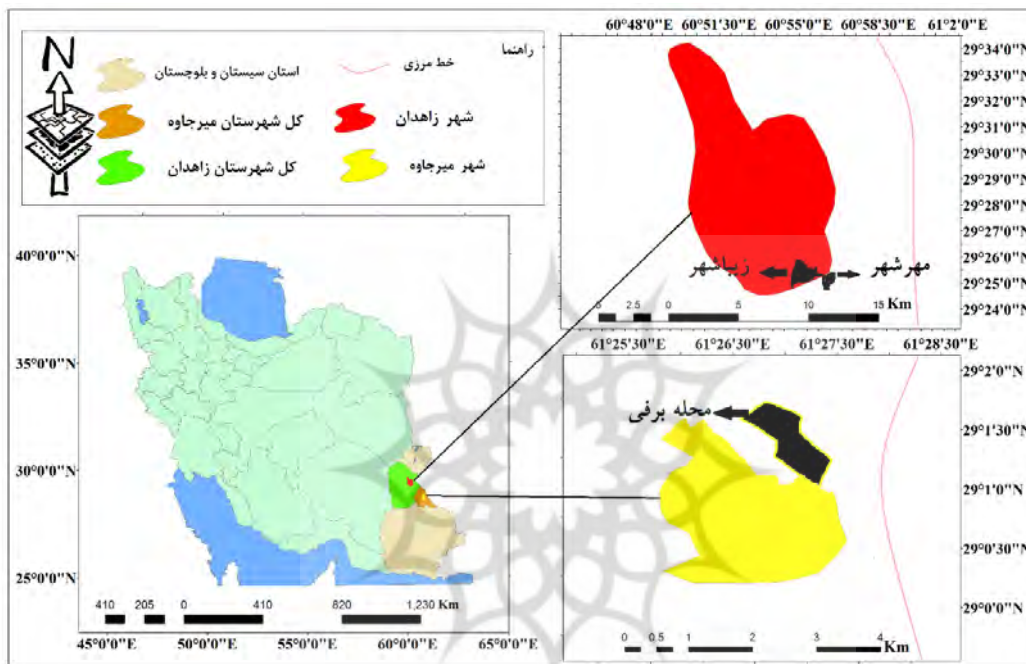 راهنما
N
خط مرزی
استان سیستان و بلوچستان
شهر زاهدان
کل شهرستان میرجاوه
شهر میرجاوه
کل شهرستان زاهدان
60°48'0"E 60°51'30"E 60°55'0"E 60°58'30"E 61°2'0"E
29°34'0"N
29°33'0"N
29°32'0"N
29°31'0"N
29°30'0"N
29°29'0"N
29°28'0"N
29°27'0"N
29°26'0"N
29°25'0"N
29°24'0"N
مهرشهر
زیباشهر
0 2.5 0 5 10 15 Km
61°25'30"E 61°26'30"E 61°27'30"E 61°28'30"E
29°2'0"N
29°1'30"N
29°1'0"N
29°0'30"N
29°0'0"N
محله برفی
0 0.5 1 2 3 4 Km
40°0'0"N
35°0'0"N
30°0'0"N
25°0'0"N
410 205 0 410 820 1,230 Km
45°0'0"E 50°0'0"E 55°0'0"E 60°0'0"E 65°0'0"E